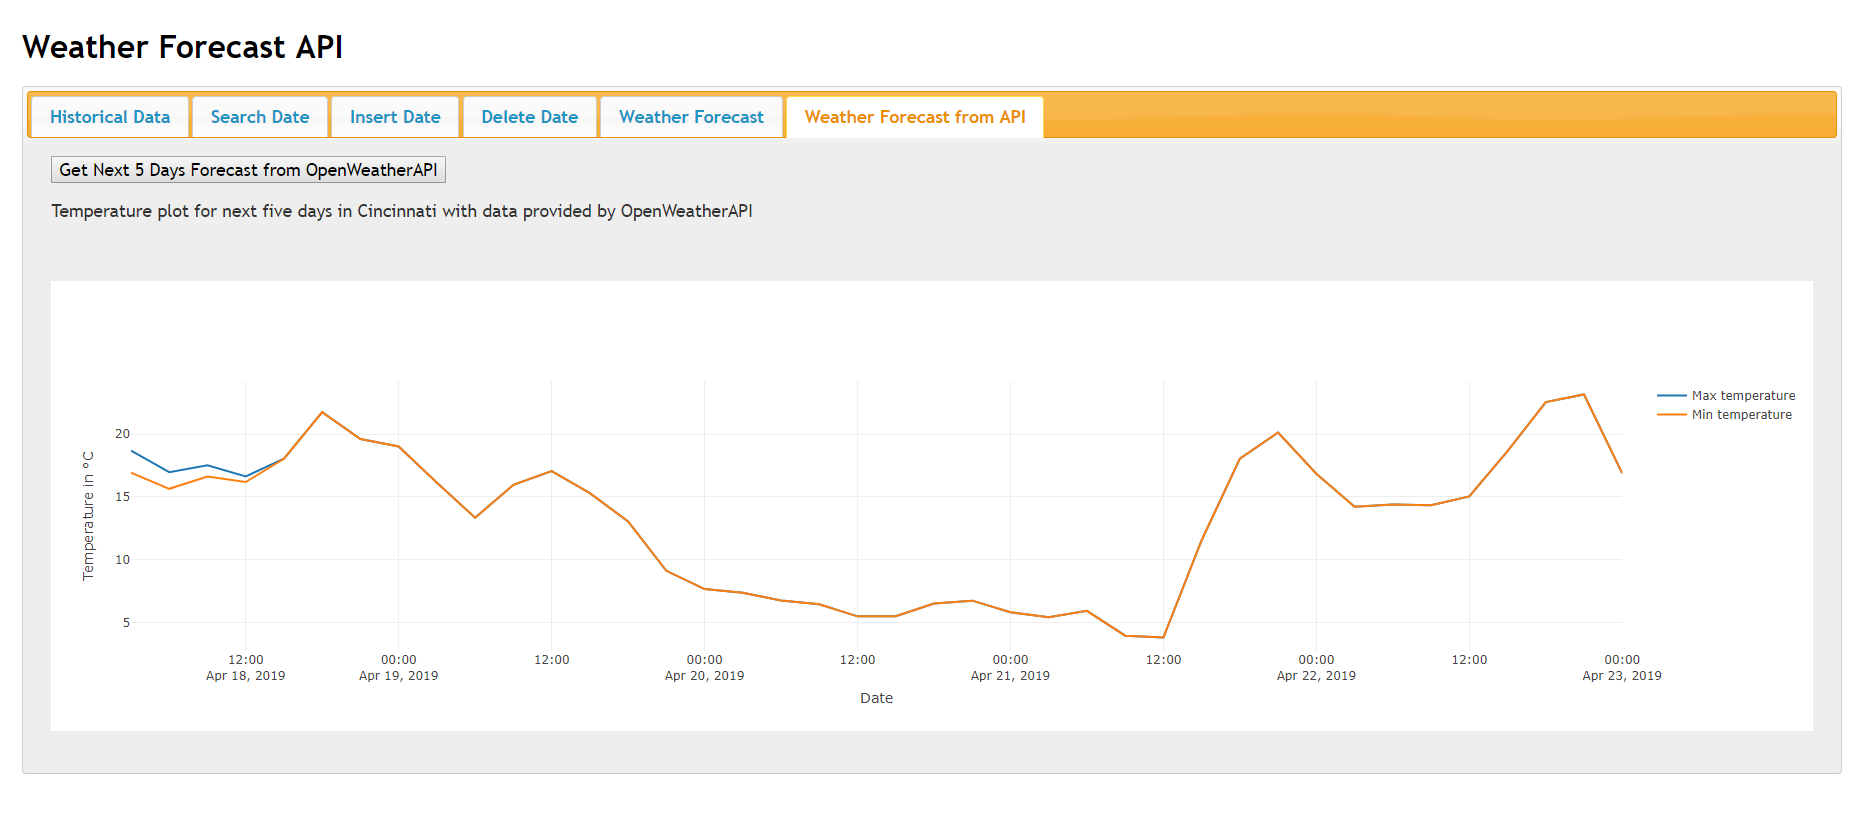 Weather Forecast API
Historical Data
Search Date
Insert Date
Delete Date
Weather Forecast
Weather Forecast from API
Get Next 5 Days Forecast from OpenWeatherAPI
Temperature plot for next five days in Cincinnati with data provided by OpenWeatherAPI
Max temperature
Min temperature
Temperature in °C
20
15
10
5
12:00
Apr 18, 2019
00:00
Apr 19, 2019
12:00
00:00
Apr 20, 2019
12:00
00:00
Apr 21, 2019
12:00
00:00
Apr 22, 2019
12:00
00:00
Apr 23, 2019
Date